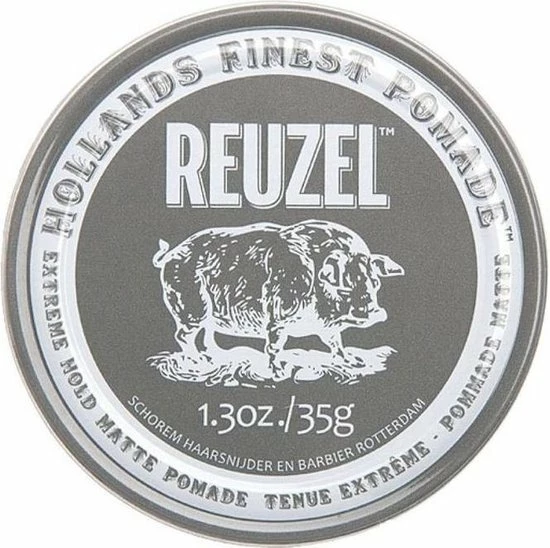 HOLLANDS FINEST POMADE™
REUZEL™
1.3oz./35g
SCHOREM HAARSNIJDER EN BARBIER ROTTERDAM
EXTREME HOLD MATTE POMADE TENUE EXTRÊME - POMMADE MATTE